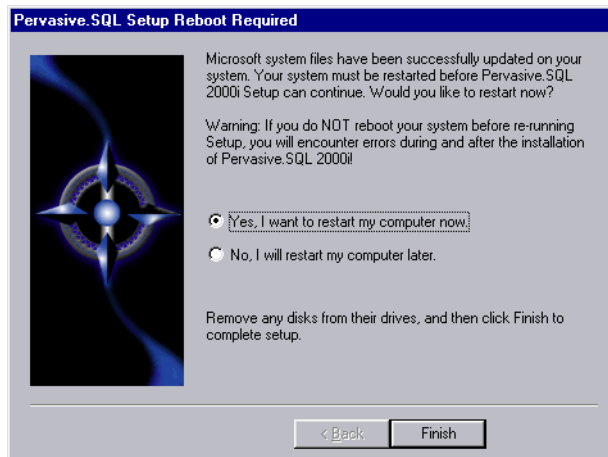 Pervasive.SQL Setup Reboot Required
Microsoft system files have been successfully updated on your
system. Your system must be restarted before Pervasive.SQL
2000i Setup can continue. Would you like to restart now?
Warning: If you do NOT reboot your system before re-running
Setup, you will encounter errors during and after the installation
of Pervasive.SQL 2000i!
Yes, I want to restart my computer now.
No, I will restart my computer later.
Remove any disks from their drives, and then click Finish to
complete setup.
< Back
Finish